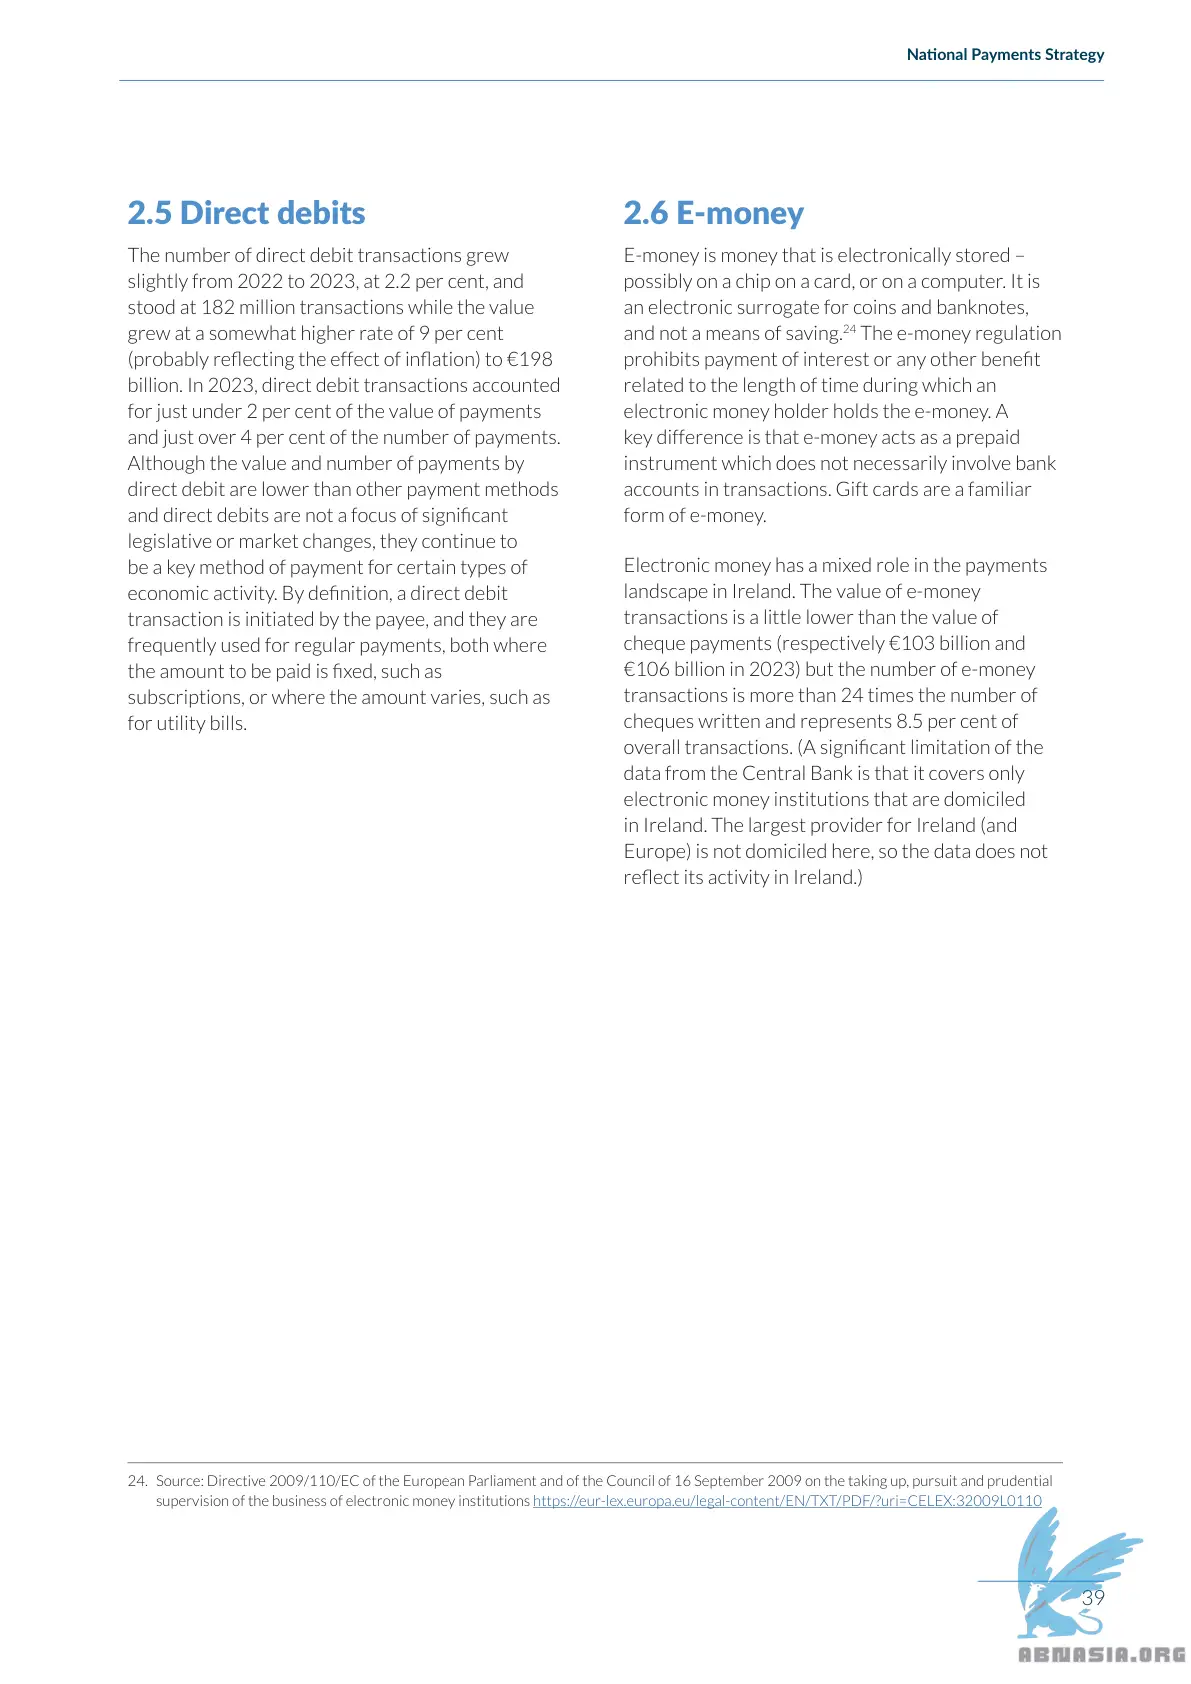 National Payments Strategy
2.5 Direct debits
The number of direct debit transactions grew
slightly from 2022 to 2023, at 2.2 per cent, and
stood at 182 million transactions while the value
grew at a somewhat higher rate of 9 per cent
(probably reflecting the effect of inflation) to €198
billion. In 2023, direct debit transactions accounted
for just under 2 per cent of the value of payments
and just over 4 per cent of the number of payments.
Although the value and number of payments by
direct debit are lower than other payment methods
and direct debits are not a focus of significant
legislative or market changes, they continue to
be a key method of payment for certain types of
economic activity. By definition, a direct debit
transaction is initiated by the payee, and they are
frequently used for regular payments, both where
the amount to be paid is fixed, such as
subscriptions, or where the amount varies, such as
for utility bills.
2.6 E-money
E-money is money that is electronically stored –
possibly on a chip on a card, or on a computer. It is
an electronic surrogate for coins and banknotes,
and not a means of saving.24 The e-money regulation
prohibits payment of interest or any other benefit
related to the length of time during which an
electronic money holder holds the e-money. A
key difference is that e-money acts as a prepaid
instrument which does not necessarily involve bank
accounts in transactions. Gift cards are a familiar
form of e-money.
Electronic money has a mixed role in the payments
landscape in Ireland. The value of e-money
transactions is a little lower than the value of
cheque payments (respectively €103 billion and
€106 billion in 2023) but the number of e-money
transactions is more than 24 times the number of
cheques written and represents 8.5 per cent of
overall transactions. (A significant limitation of the
data from the Central Bank is that it covers only
electronic money institutions that are domiciled
in Ireland. The largest provider for Ireland (and
Europe) is not domiciled here, so the data does not
reflect its activity in Ireland.)
24. Source: Directive 2009/110/EC of the European Parliament and of the Council of 16 September 2009 on the taking up, pursuit and prudential
supervision of the business of electronic money institutions https://eur-lex.europa.eu/legal-content/EN/TXT/PDF/?uri=CELEX:32009L0110
39
ABNASIA.ORG